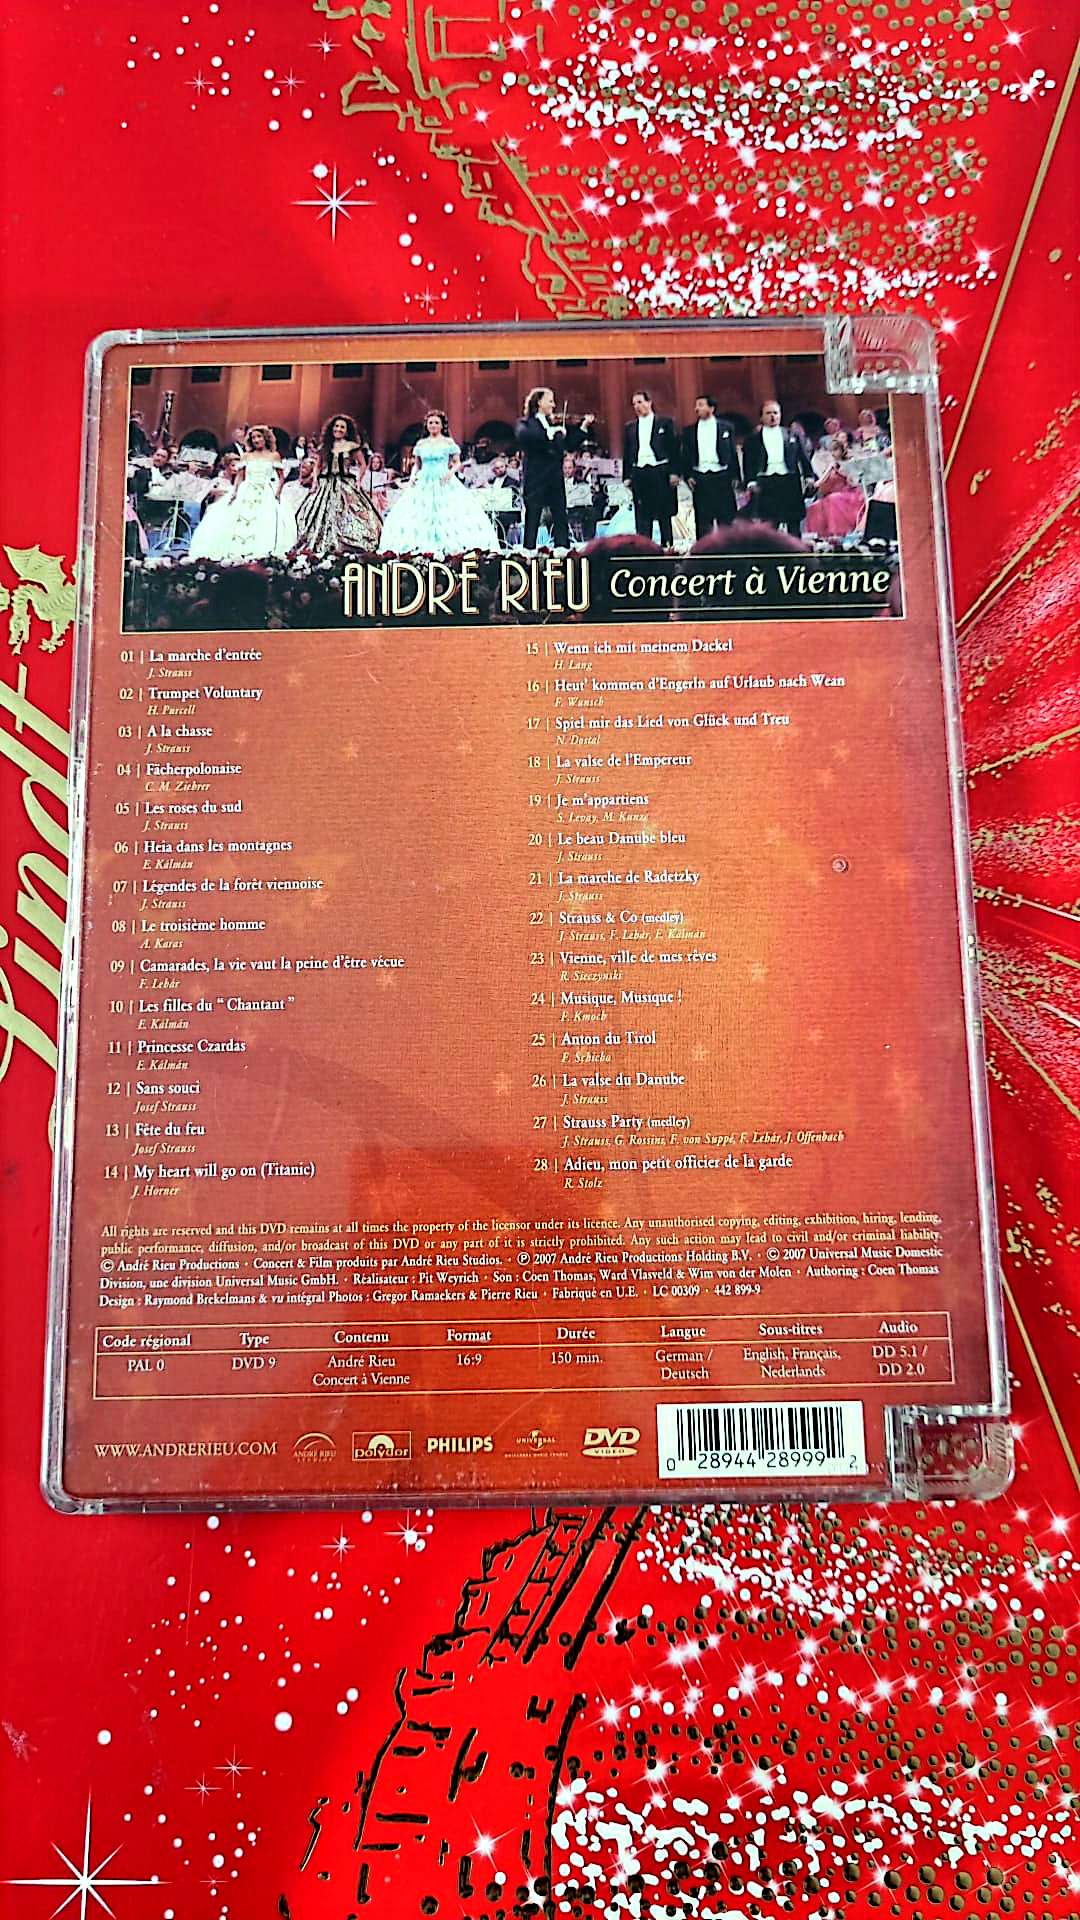 Lindt
ANDRÉ RIEU Concert à Vienne
01 | La marche d'entrée
J. Strauss
02 | Trumpet Voluntary
H. Purcell
03 | A la chasse
J. Strauss
04 | Fächerpolonaise
C. M. Ziehrer
05 | Les roses du sud
J. Strauss
06 | Heia dans les montagnes
E. Kálmán
07 | Légendes de la forêt viennoise
J. Strauss
08 | Le troisième homme
A. Karas
09 | Camarades, la vie vaut la peine d'être vécue
F. Lehár
10 | Les filles du “ Chantant ”
E. Kálmán
11 | Princesse Czardas
E. Kálmán
12 | Sans souci
Josef Strauss
13 | Fête du feu
Josef Strauss
14 | My heart will go on (Titanic)
J. Horner
15 | Wenn ich mit meinem Dackel
H. Lang
16 | Heut' kommen d'Engerln auf Urlaub nach Wean
F. Wunsch
17 | Spiel mir das Lied von Glück und Treu
N. Dostal
18 | La valse de l'Empereur
J. Strauss
19 | Je m'appartiens
S. Levay, M. Kunze
20 | Le beau Danube bleu
J. Strauss
21 | La marche de Radetzky
J. Strauss
22 | Strauss & Co (medley)
J. Strauss, F. Lehár, E. Kálmán
23 | Vienne, ville de mes rêves
R. Sieczynski
24 | Musique, Musique !
F. Kmoch
25 | Anton du Tirol
F. Schicho
26 | La valse du Danube
J. Strauss
27 | Strauss Party (medley)
J. Strauss, G. Rossini, F. von Suppé, F. Lehár, J. Offenbach
28 | Adieu, mon petit officier de la garde
R. Stolz
All rights are reserved and this DVD remains at all times the property of the licensor under its licence. Any unauthorised copying, editing, exhibition, hiring, lending,
public performance, diffusion, and/or broadcast of this DVD or any part of it is strictly prohibited. Any such action may lead to civil and/or criminal liability.
© André Rieu Productions · Concert & Film produits par André Rieu Studios. · ℗ 2007 André Rieu Productions Holding B.V. · © 2007 Universal Music Domestic
Division, une division Universal Music GmbH. · Réalisateur : Pit Weyrich · Son : Coen Thomas, Ward Vlasveld & Wim von der Molen · Authoring : Coen Thomas
Design : Raymond Brekelmans & vu intégral Photos : Gregor Ramaekers & Pierre Rieu · Fabriqué en U.E. · LC 00309 · 442 899-9
Code régional Type Contenu Format Durée Langue Sous-titres Audio
PAL 0 DVD 9 André Rieu 16:9 150 min. German / English, Français, DD 5.1 /
Concert à Vienne Deutsch Nederlands DD 2.0
WWW.ANDRERIEU.COM ANDRÉ RIEU STUDIOS polydor PHILIPS UNIVERSAL DVD VIDEO
0 28944 28999 2